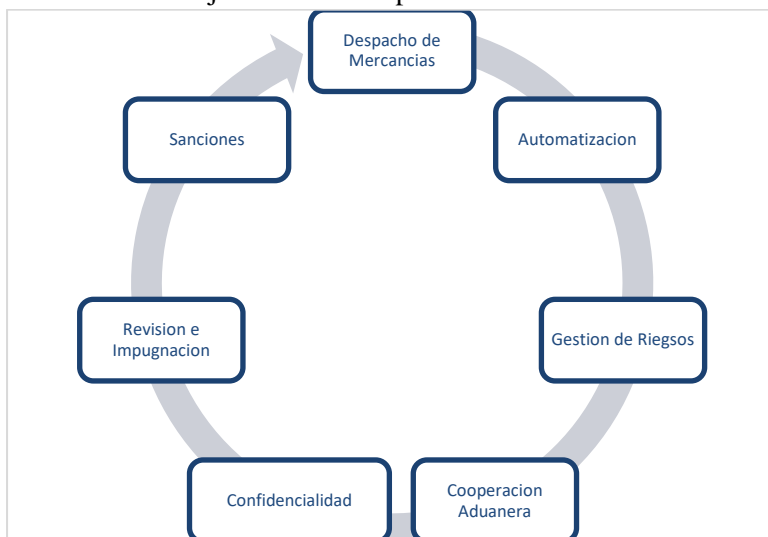 Despacho de
Mercancias
Automatizacion
Gestion de Riegsos
Cooperacion
Aduanera
Confidencialidad
Revision e
Impugnacion
Sanciones